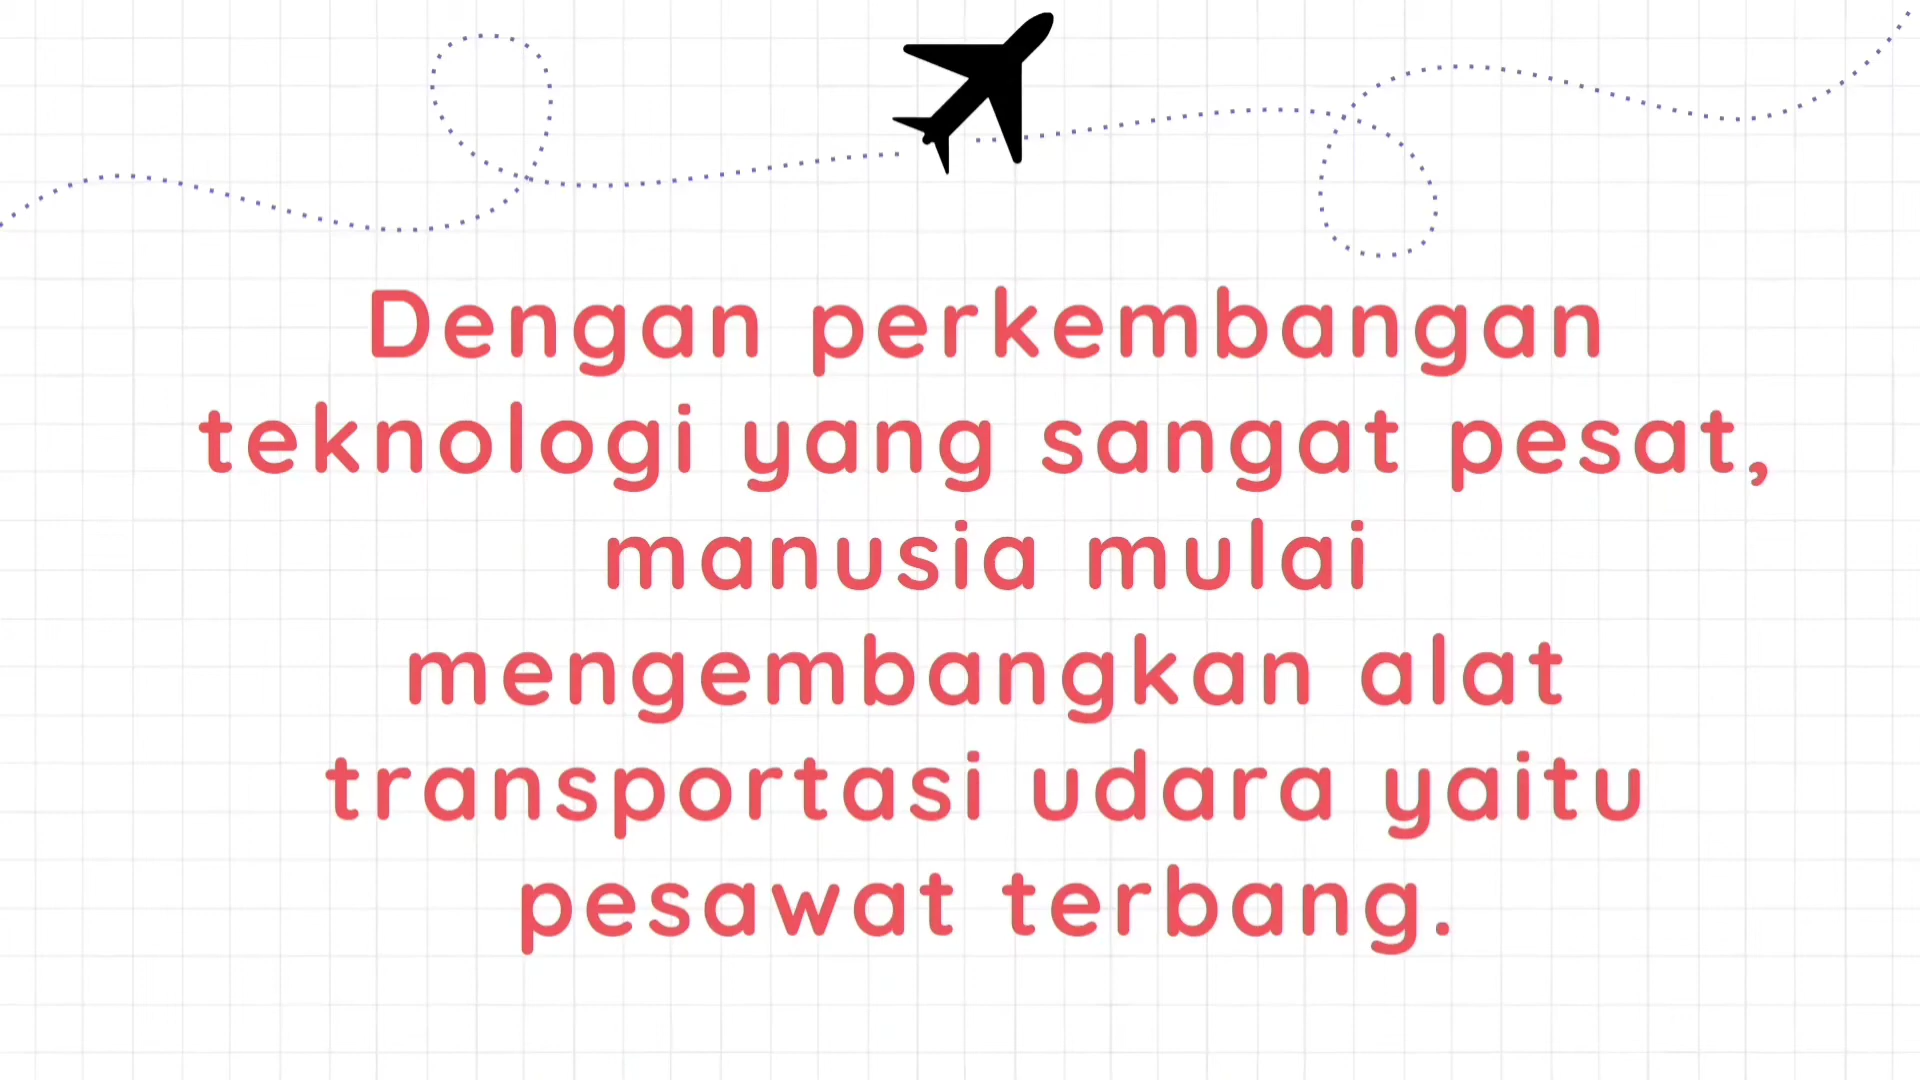 Dengan perkembangan
teknologi yang sangat pesat,
manusia mulai
mengembangkan alat
transportasi udara yaitu
pesawat terbang.